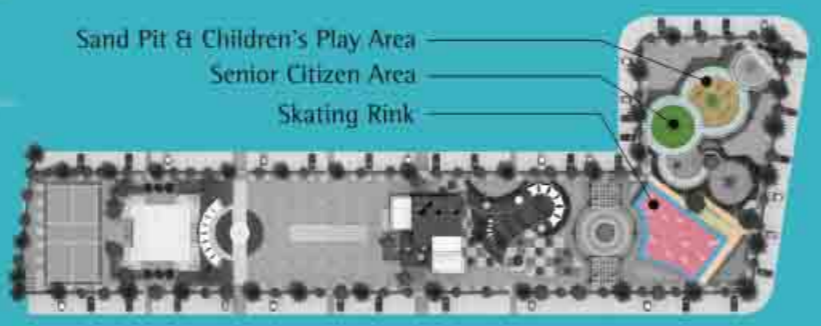 Sand Pit & Children's Play Area
Senior Citizen Area
Skating Rink